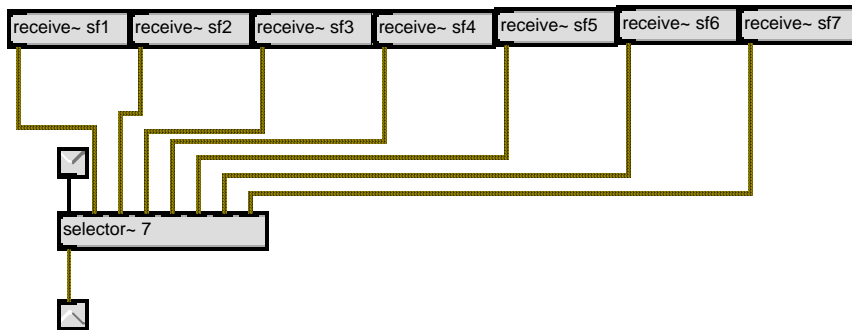 receive~ sf1
receive~ sf2
receive~ sf3
receive~ sf4
receive~ sf5
receive~ sf6
receive~ sf7
selector~ 7